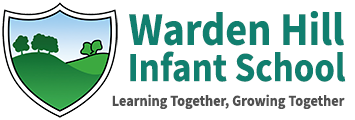 Warden Hill
Infant School
Learning Together, Growing Together